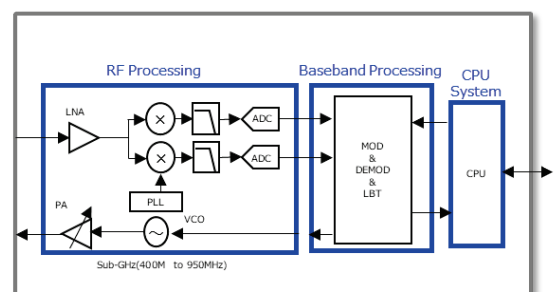 RF Processing
Baseband Processing
CPU
System
LNA
×
ADC
×
ADC
MOD
&
DEMOD
&
LBT
CPU
PLL
PA
VCO
Sub-GHz(400M to 950MHz)